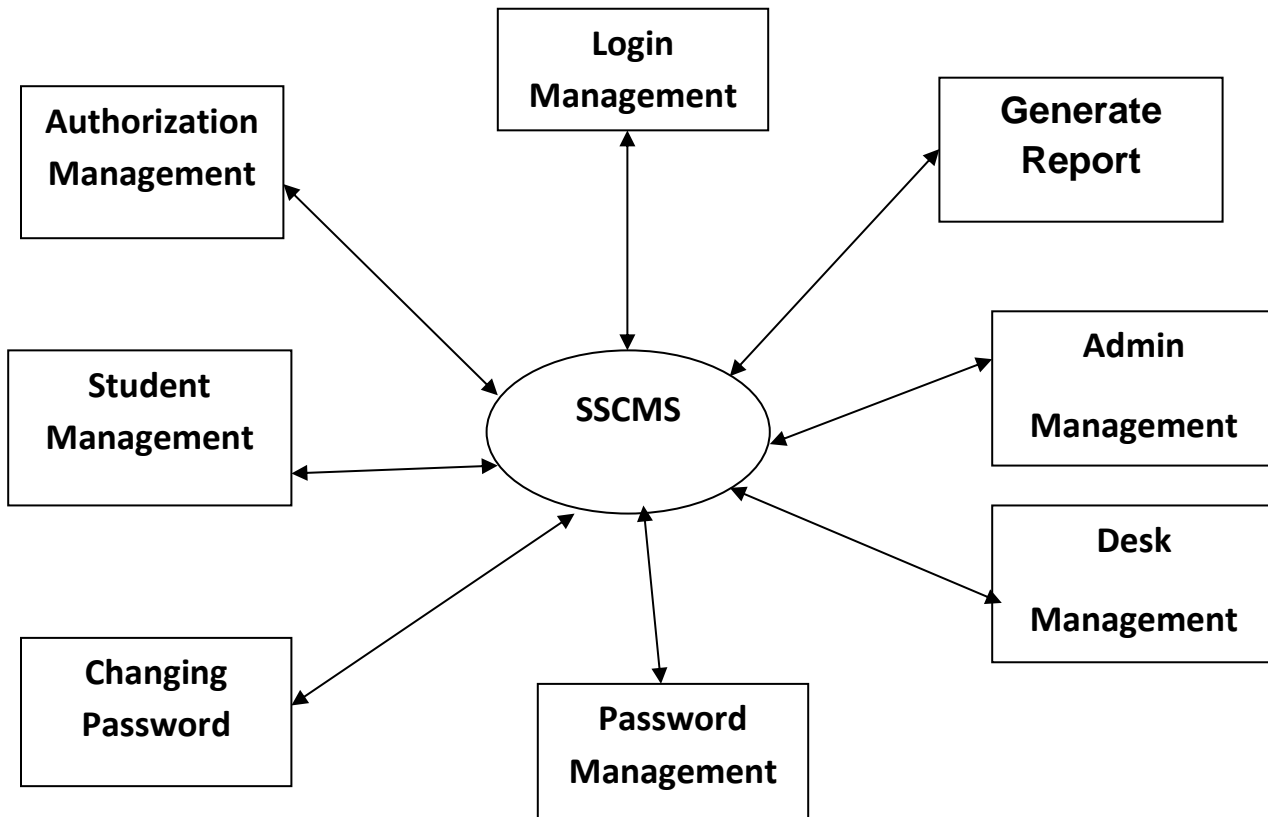 Login
Management
Authorization
Management
Generate
Report
Student
Management
SSCMS
Admin
Management
Desk
Management
Changing
Password
Password
Management